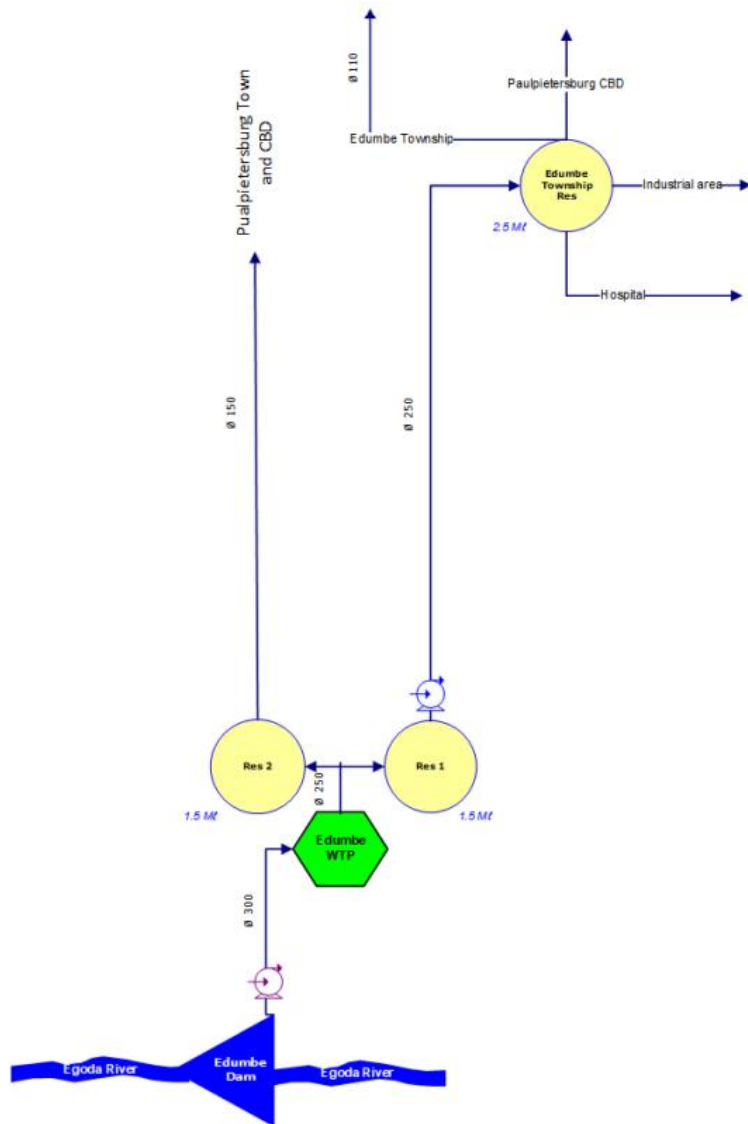 Ø 110
Paulpietersburg CBD
Edumbe Township
Pualpietersburg Town
and CBD
Edumbe
Township
Res
Industrial area
2.5 Mℓ
Hospital
Ø 150
Ø 250
Res 2
Res 1
Ø 250
1.5 Mℓ
1.5 Mℓ
Edumbe
WTP
Ø 300
Egoda River
Edumbe
Dam
Egoda River